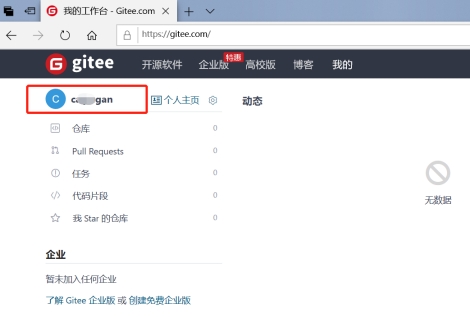 我的工作台 - Gitee.com
https://gitee.com/
gitee 开源软件 企业版 特惠 高校版 博客 我的
C 个人主页 动态
仓库 0
Pull Requests 0
任务 0
代码片段 0
我 Star 的仓库 0
无数据
企业
暂未加入任何企业
了解 Gitee 企业版 或 创建免费企业版